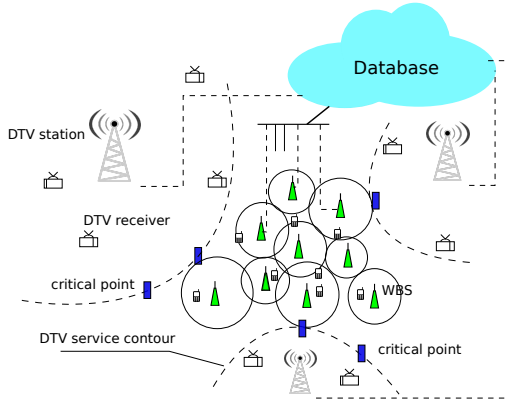 Database
DTV station
DTV receiver
critical point
WBS
DTV service contour
critical point